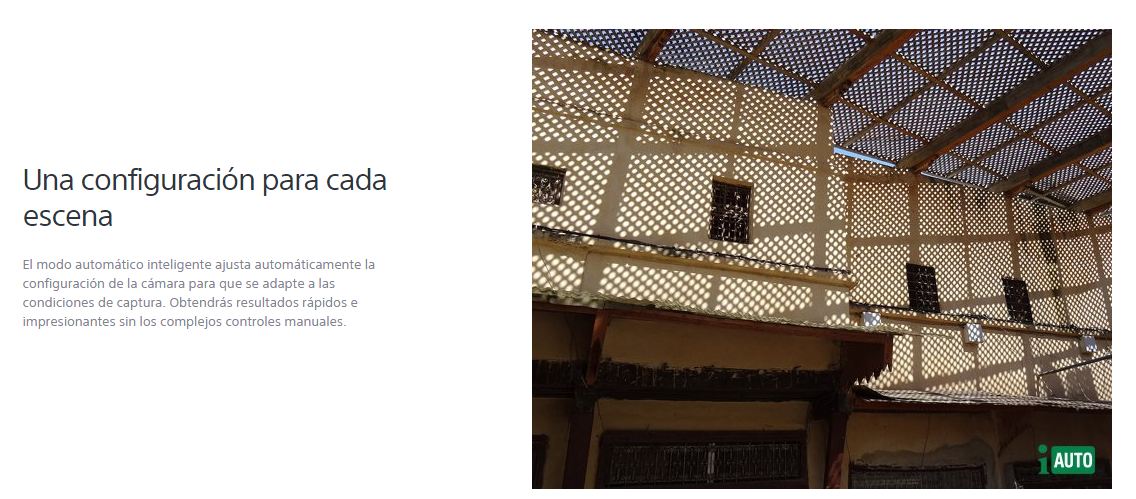 Una configuración para cada
escena
El modo automático inteligente ajusta automáticamente la
configuración de la cámara para que se adapte a las
condiciones de captura. Obtendrás resultados rápidos e
impresionantes sin los complejos controles manuales.
i AUTO